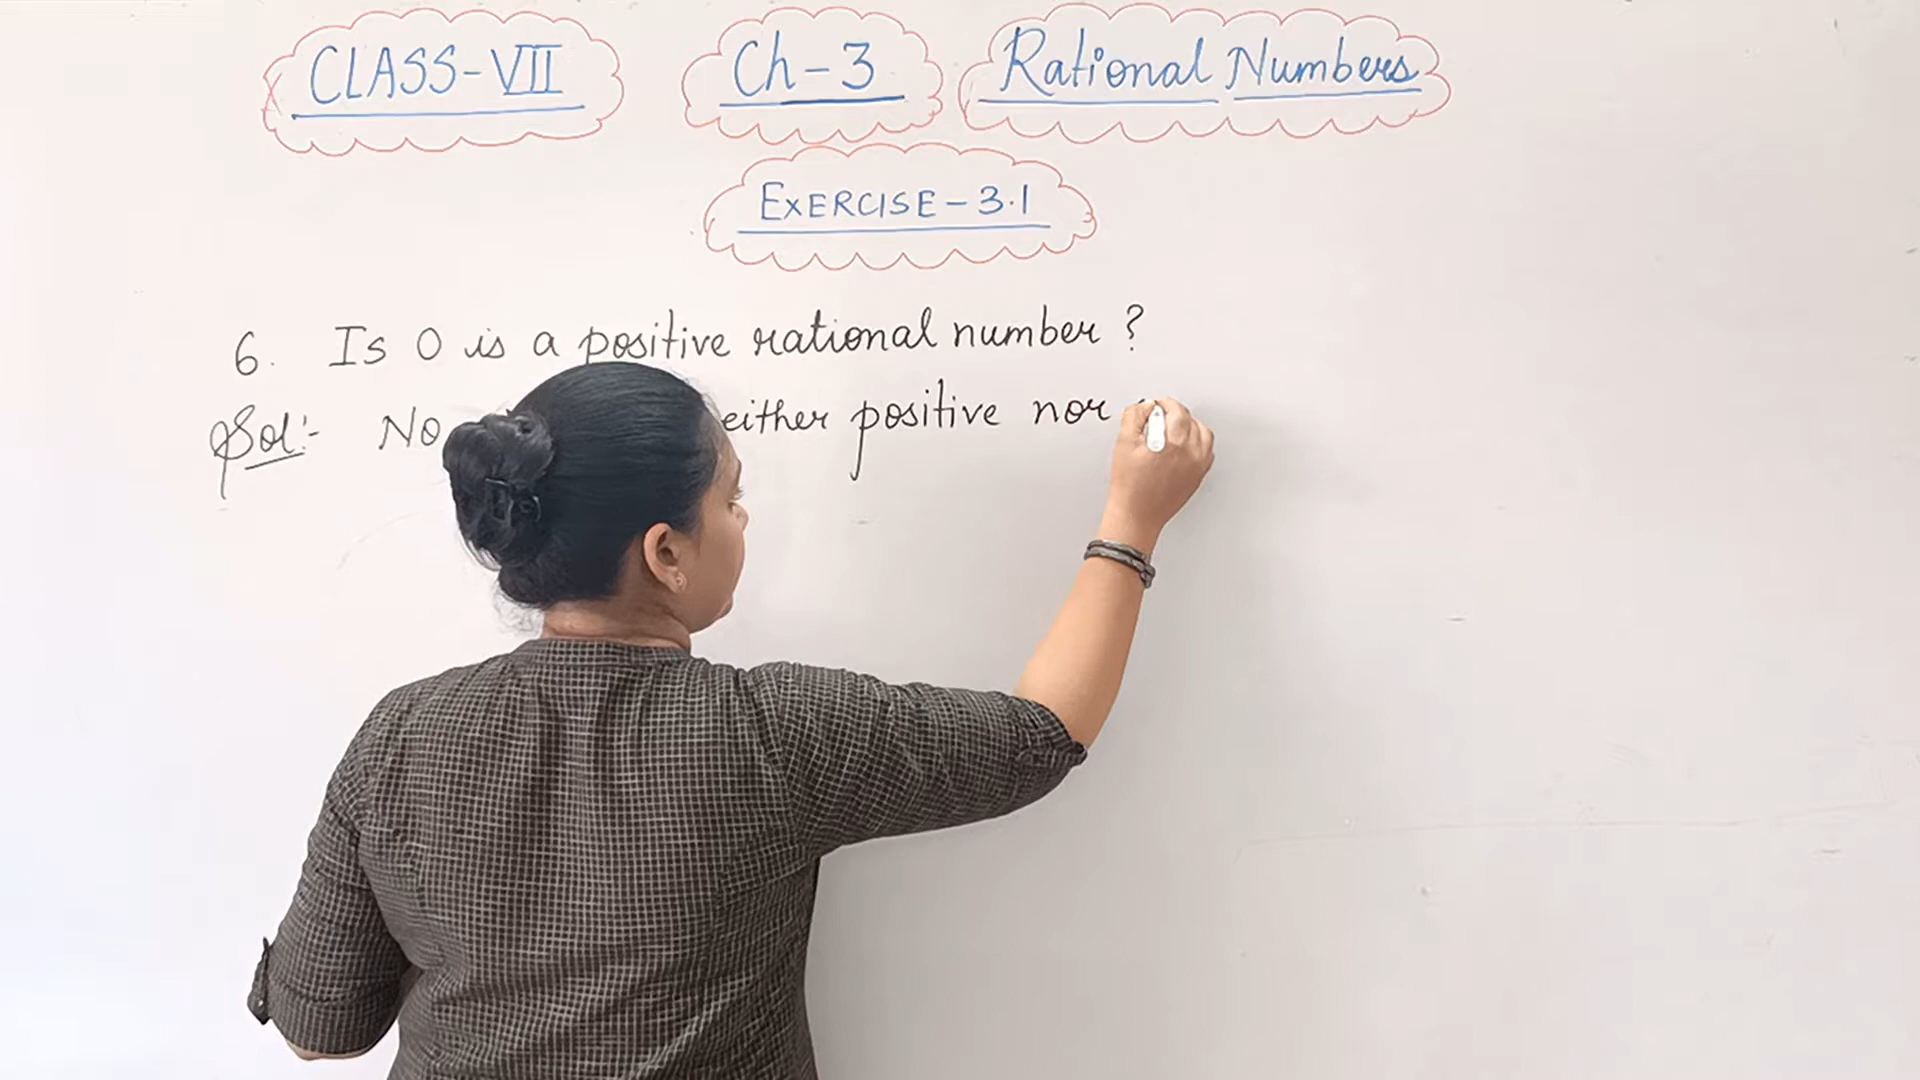 CLASS-VII Ch-3 Rational Numbers
EXERCISE-3.1
6. Is 0 is a positive rational number?
Sol:- No either positive nor